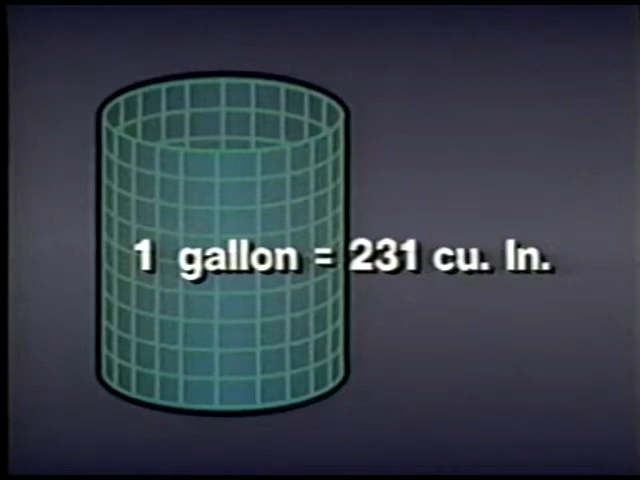 1 gallon = 231 cu. In.